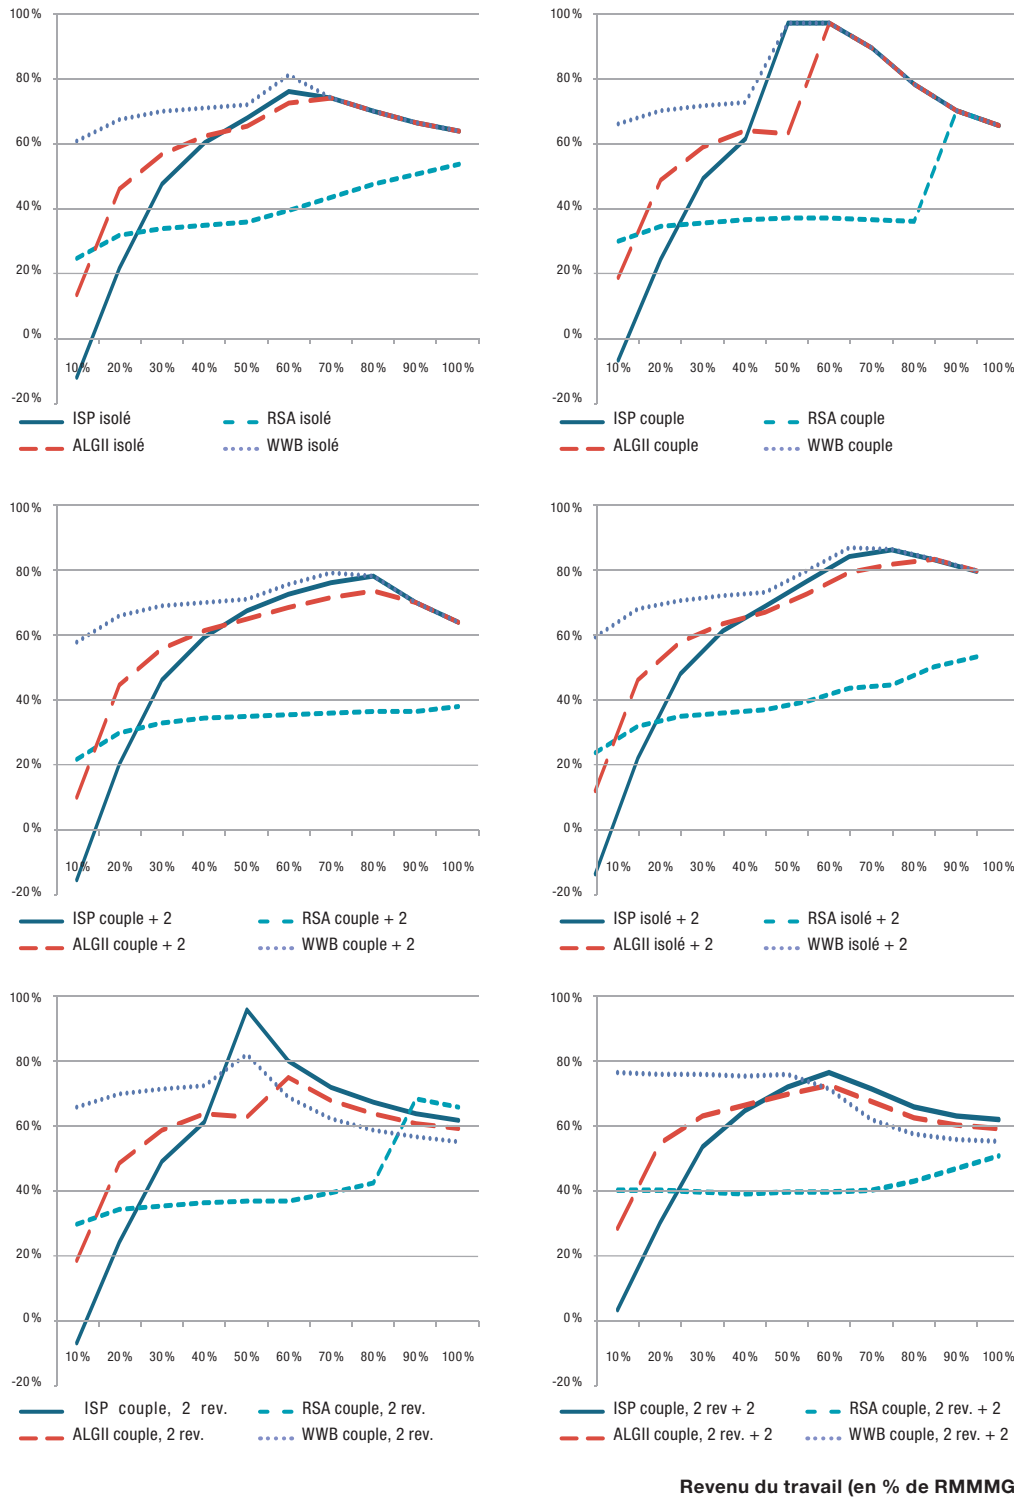 100%
80%
60%
40%
20%
0%
-20%
10% 20% 30% 40% 50% 60% 70% 80% 90% 100%
ISP isolé RSA isolé
ALGII isolé WWB isolé
100%
80%
60%
40%
20%
0%
-20%
10% 20% 30% 40% 50% 60% 70% 80% 90% 100%
ISP couple RSA couple
ALGII couple WWB couple
100%
80%
60%
40%
20%
0%
-20%
10% 20% 30% 40% 50% 60% 70% 80% 90% 100%
ISP couple + 2 RSA couple + 2
ALGII couple + 2 WWB couple + 2
100%
80%
60%
40%
20%
0%
-20%
10% 20% 30% 40% 50% 60% 70% 80% 90% 100%
ISP isolé + 2 RSA isolé + 2
ALGII isolé + 2 WWB isolé + 2
100%
80%
60%
40%
20%
0%
-20%
10% 20% 30% 40% 50% 60% 70% 80% 90% 100%
ISP couple, 2 rev. RSA couple, 2 rev.
ALGII couple, 2 rev. WWB couple, 2 rev.
100%
80%
60%
40%
20%
0%
-20%
10% 20% 30% 40% 50% 60% 70% 80% 90% 100%
ISP couple, 2 rev + 2 RSA couple, 2 rev. + 2
ALGII couple, 2 rev. + 2 WWB couple, 2 rev. + 2
Revenu du travail (en % de RMMMG